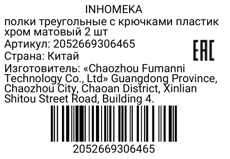 INHOMEKA
полки треугольные с крючками пластик
хром матовый 2 шт
Артикул: 2052669306465
Страна: Китай
Изготовитель: «Chaozhou Fumanni
Technology Co., Ltd» Guangdong Province,
Chaozhou City, Chaoan District, Xinlian
Shitou Street Road, Building 4.
EAC
2052669306465